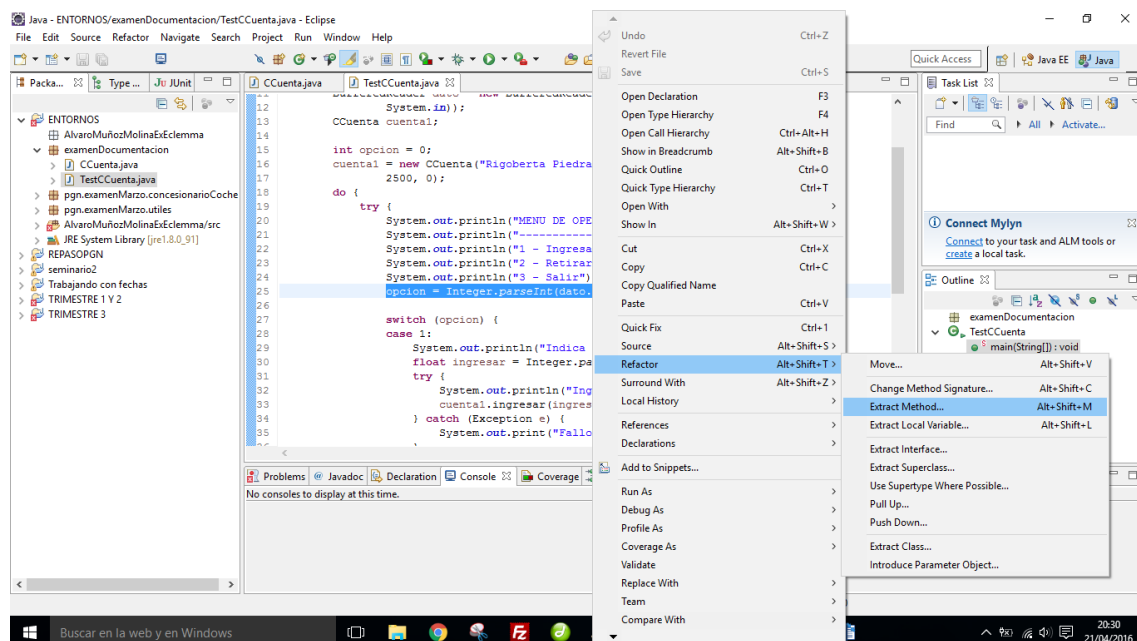 Java - ENTORNOS/examenDocumentacion/TestCCuenta.java - Eclipse
File Edit Source Refactor Navigate Search Project Run Window Help
Quick Access
Java EE
Java
Packa...
Type ...
JUnit
ENTORNOS
AlvaroMuñozMolinaExEclemma
examenDocumentacion
CCuenta.java
TestCCuenta.java
pgn.examenMarzo.concesionarioCoche
pgn.examenMarzo.utiles
AlvaroMuñozMolinaExEclemma/src
JRE System Library [jre1.8.0_91]
REPASOPGN
seminario2
Trabajando con fechas
TRIMESTRE 1 Y 2
TRIMESTRE 3
CCuenta.java
TestCCuenta.java
12 System.in));
13 CCuenta cuenta1;
14
15 int opcion = 0;
16 cuenta1 = new CCuenta("Rigoberta Piedra
17 2500, 0);
18 do {
19 try {
20 System.out.println("MENU DE OPE
21 System.out.println("-----------
22 System.out.println("1 - Ingresa
23 System.out.println("2 - Retirar
24 System.out.println("3 - Salir")
25 opcion = Integer.parseInt(dato.
26
27 switch (opcion) {
28 case 1:
29 System.out.println("Indica
30 float ingresar = Integer.pa
31 try {
32 System.out.println("Ing
33 cuenta1.ingresar(ingres
34 } catch (Exception e) {
35 System.out.print("Fallo
Problems
Javadoc
Declaration
Console
Coverage
No consoles to display at this time.
Undo Ctrl+Z
Revert File
Save Ctrl+S
Open Declaration F3
Open Type Hierarchy F4
Open Call Hierarchy Ctrl+Alt+H
Show in Breadcrumb Alt+Shift+B
Quick Outline Ctrl+O
Quick Type Hierarchy Ctrl+T
Open With
Show In Alt+Shift+W
Cut Ctrl+X
Copy Ctrl+C
Copy Qualified Name
Paste Ctrl+V
Quick Fix Ctrl+1
Source Alt+Shift+S
Refactor Alt+Shift+T
Surround With Alt+Shift+Z
Local History
References
Declarations
Add to Snippets...
Run As
Debug As
Profile As
Coverage As
Validate
Replace With
Team
Compare With
Move... Alt+Shift+V
Change Method Signature... Alt+Shift+C
Extract Method... Alt+Shift+M
Extract Local Variable... Alt+Shift+L
Extract Interface...
Extract Superclass...
Use Supertype Where Possible...
Pull Up...
Push Down...
Extract Class...
Introduce Parameter Object...
Task List
Find
All
Activate...
Connect Mylyn
Connect to your task and ALM tools or
create a local task.
Outline
examenDocumentacion
TestCCuenta
main(String[]) : void
Buscar en la web y en Windows
20:30
21/04/2016